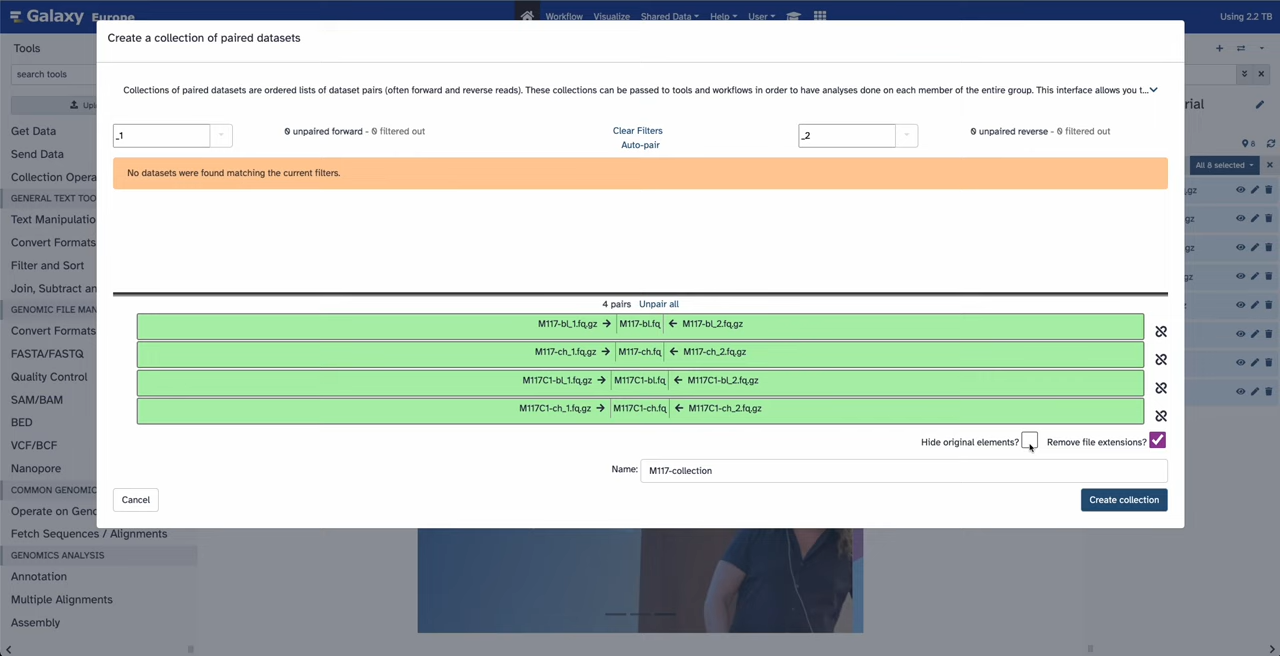 Galaxy Europe
Workflow Visualize Shared Data Help User
Using 2.2 TB
Create a collection of paired datasets
Tools
search tools
Get Data
Send Data
Collection Opera
GENERAL TEXT TOO
Text Manipulatio
Convert Formats
Filter and Sort
Join, Subtract an
GENOMIC FILE MAN
Convert Formats
FASTA/FASTQ
Quality Control
SAM/BAM
BED
VCF/BCF
Nanopore
COMMON GENOMIC
Operate on Geno
Fetch Sequences / Alignments
GENOMICS ANALYSIS
Annotation
Multiple Alignments
Assembly
Collections of paired datasets are ordered lists of dataset pairs (often forward and reverse reads). These collections can be passed to tools and workflows in order to have analyses done on each member of the entire group. This interface allows you t...
_1
0 unpaired forward - 0 filtered out
Clear Filters
Auto-pair
_2
0 unpaired reverse - 0 filtered out
No datasets were found matching the current filters.
4 pairs Unpair all
M117-bl_1.fq.gz → M117-bl.fq ← M117-bl_2.fq.gz
M117-ch_1.fq.gz → M117-ch.fq ← M117-ch_2.fq.gz
M117C1-bl_1.fq.gz → M117C1-bl.fq ← M117C1-bl_2.fq.gz
M117C1-ch_1.fq.gz → M117C1-ch.fq ← M117C1-ch_2.fq.gz
Hide original elements? Remove file extensions?
Name: M117-collection
Cancel
Create collection
rial
8
All 8 selected
.gz
gz
.gz
gz